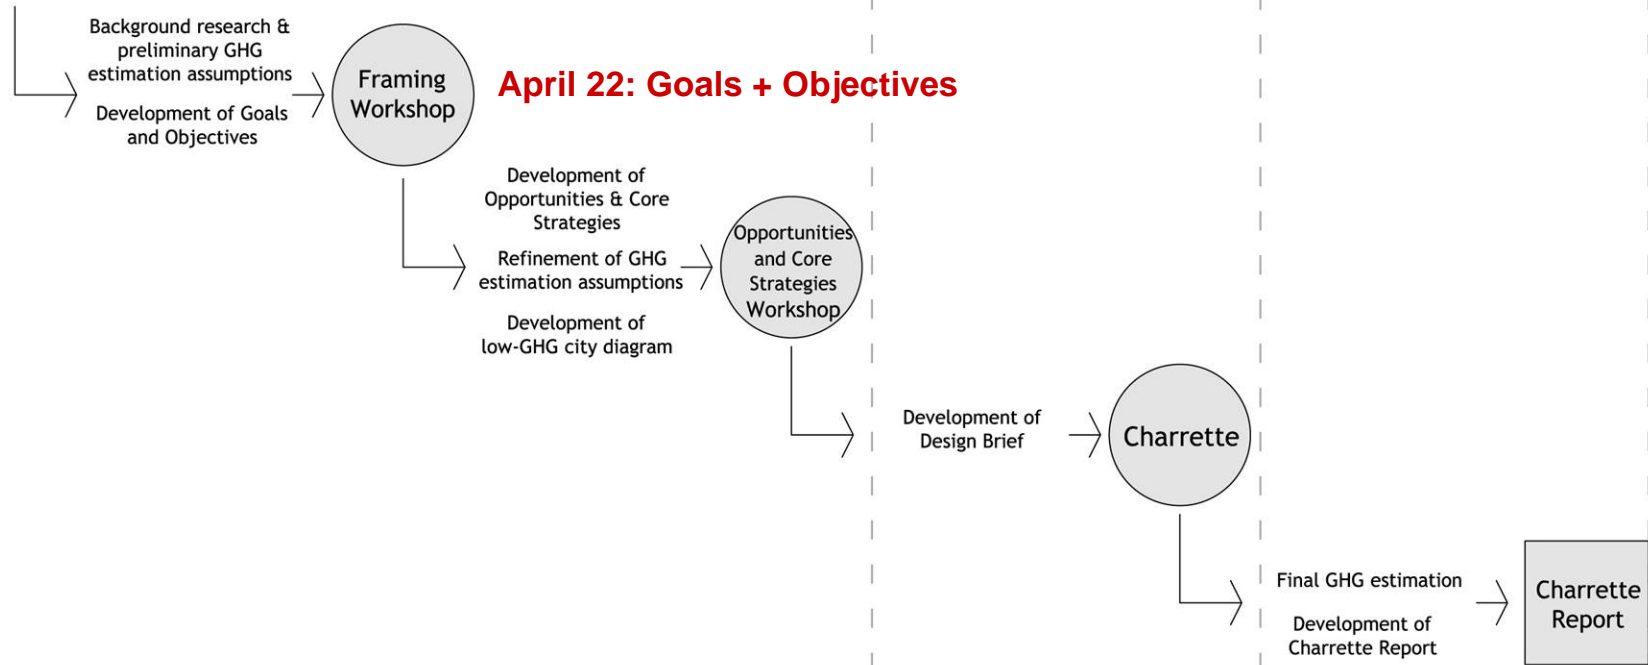 Background research &
preliminary GHG
estimation assumptions
Development of Goals
and Objectives
Framing
Workshop
April 22: Goals + Objectives
Development of
Opportunities & Core
Strategies
Refinement of GHG
estimation assumptions
Development of
low-GHG city diagram
Opportunities
and Core
Strategies
Workshop
Development of
Design Brief
Charrette
Final GHG estimation
Development of
Charrette Report
Charrette
Report